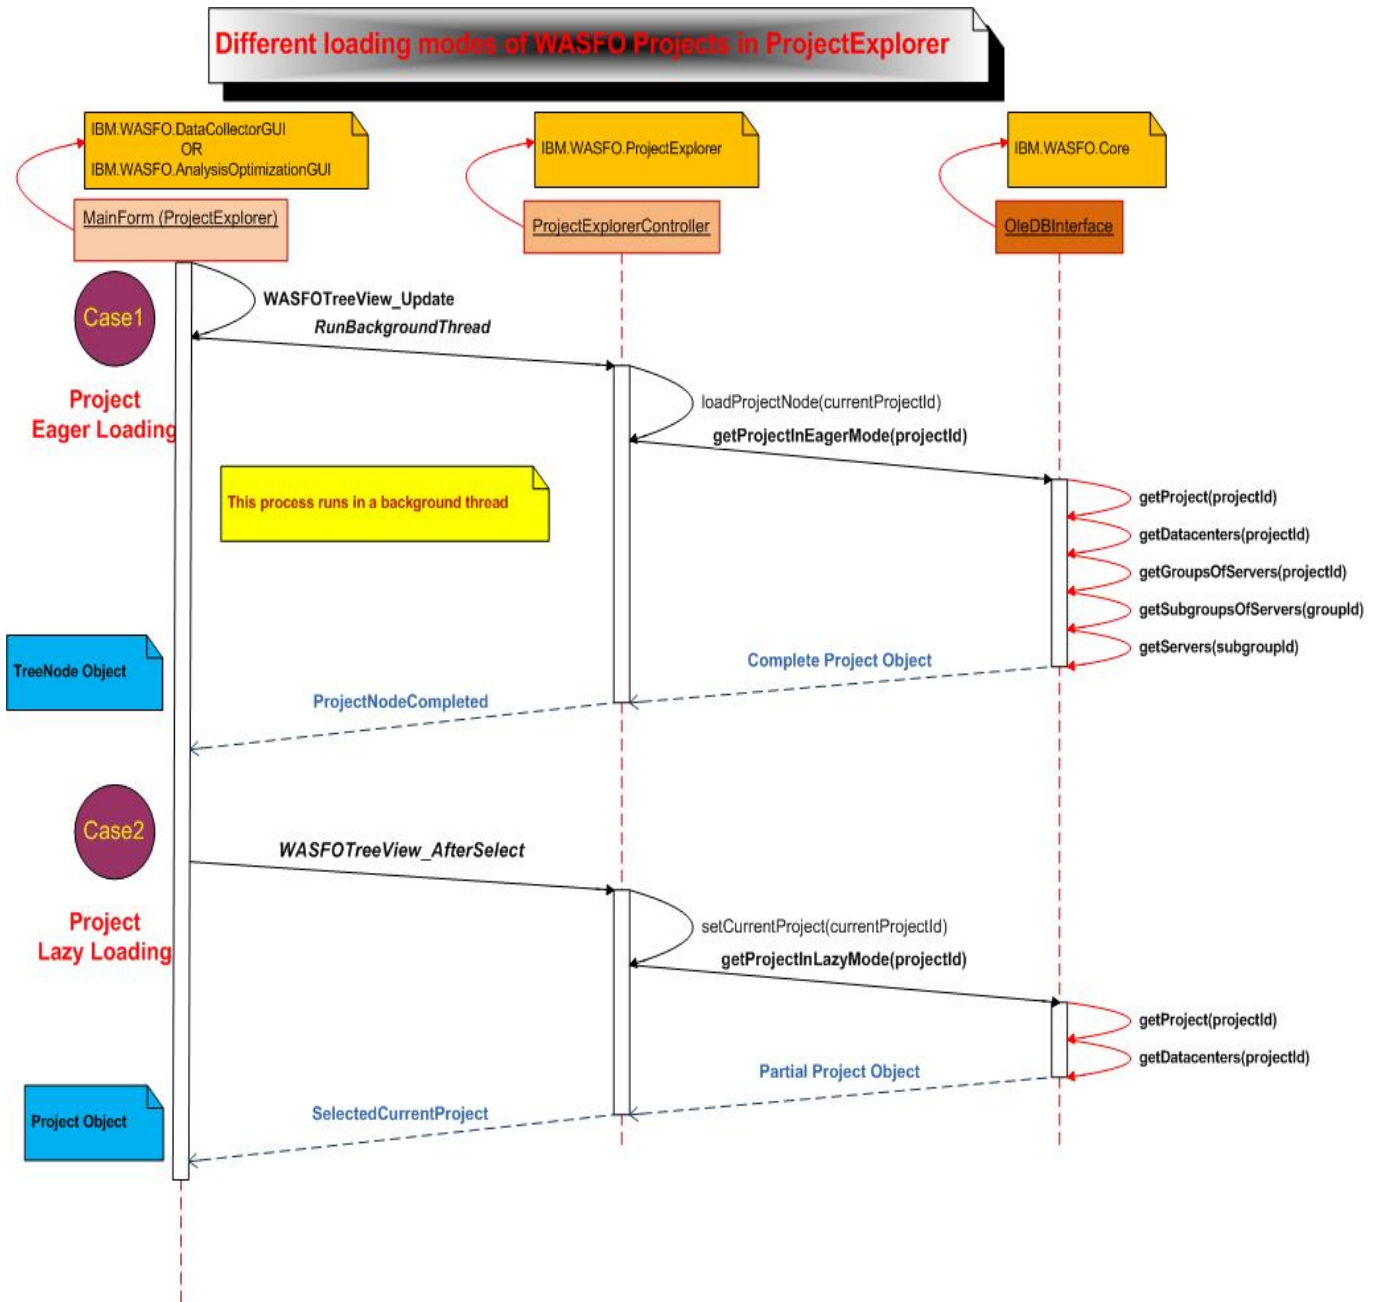 Different loading modes of WASFO Projects in ProjectExplorer
IBM.WASFO.DataCollectorGUI
OR
IBM.WASFO.AnalysisOptimizationGUI
IBM.WASFO.ProjectExplorer
IBM.WASFO.Core
MainForm (ProjectExplorer)
ProjectExplorerController
OleDBInterface
Case1
WASFOTreeView_Update
RunBackgroundThread
Project
Eager Loading
loadProjectNode(currentProjectId)
getProjectInEagerMode(projectId)
This process runs in a background thread
getProject(projectId)
getDatacenters(projectId)
getGroupsOfServers(projectId)
getSubgroupsOfServers(groupId)
getServers(subgroupId)
TreeNode Object
Complete Project Object
ProjectNodeCompleted
Case2
WASFOTreeView_AfterSelect
Project
Lazy Loading
setCurrentProject(currentProjectId)
getProjectInLazyMode(projectId)
getProject(projectId)
getDatacenters(projectId)
Partial Project Object
SelectedCurrentProject
Project Object